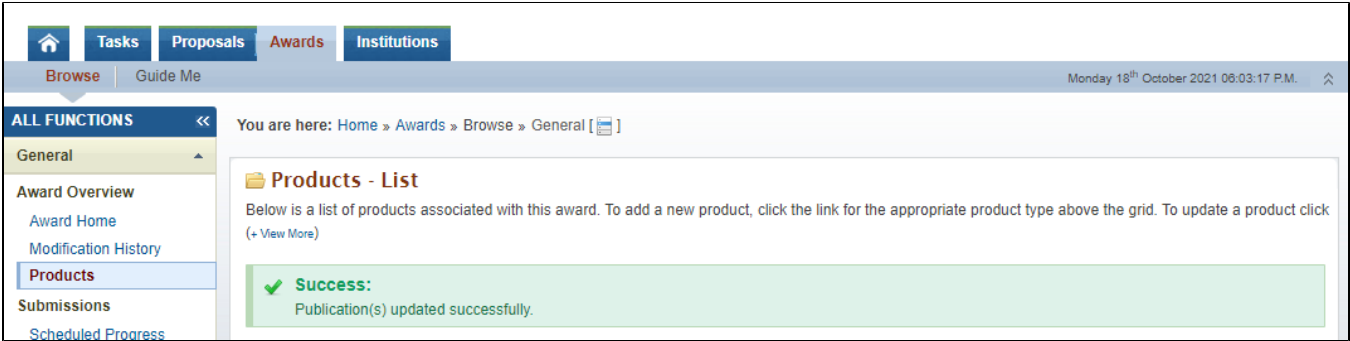 Tasks Proposals Awards Institutions
Browse Guide Me Monday 18th October 2021 06:03:17 P.M.
ALL FUNCTIONS «
You are here: Home » Awards » Browse » General [ ]
General
Products - List
Award Overview
Below is a list of products associated with this award. To add a new product, click the link for the appropriate product type above the grid. To update a product click
Award Home
(+ View More)
Modification History
Products
Success:
Submissions
Publication(s) updated successfully.
Scheduled Progress